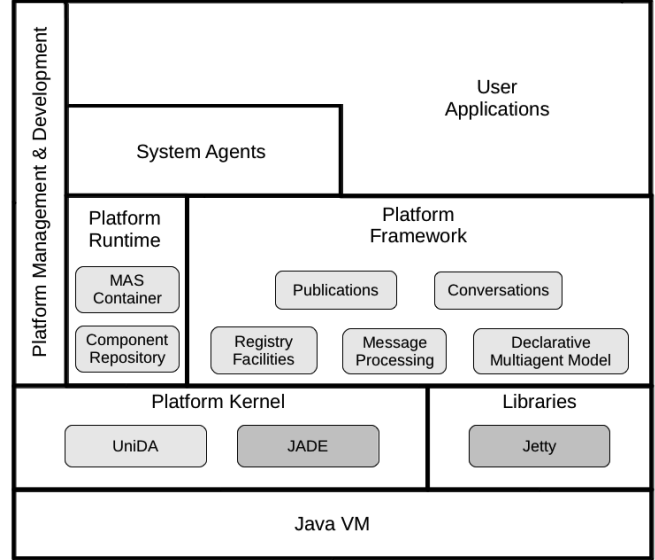 Platform Management & Development
User
Applications
System Agents
Platform
Runtime
MAS
Container
Component
Repository
Platform
Framework
Publications
Conversations
Registry
Facilities
Message
Processing
Declarative
Multiagent Model
Platform Kernel
UniDA
JADE
Libraries
Jetty
Java VM